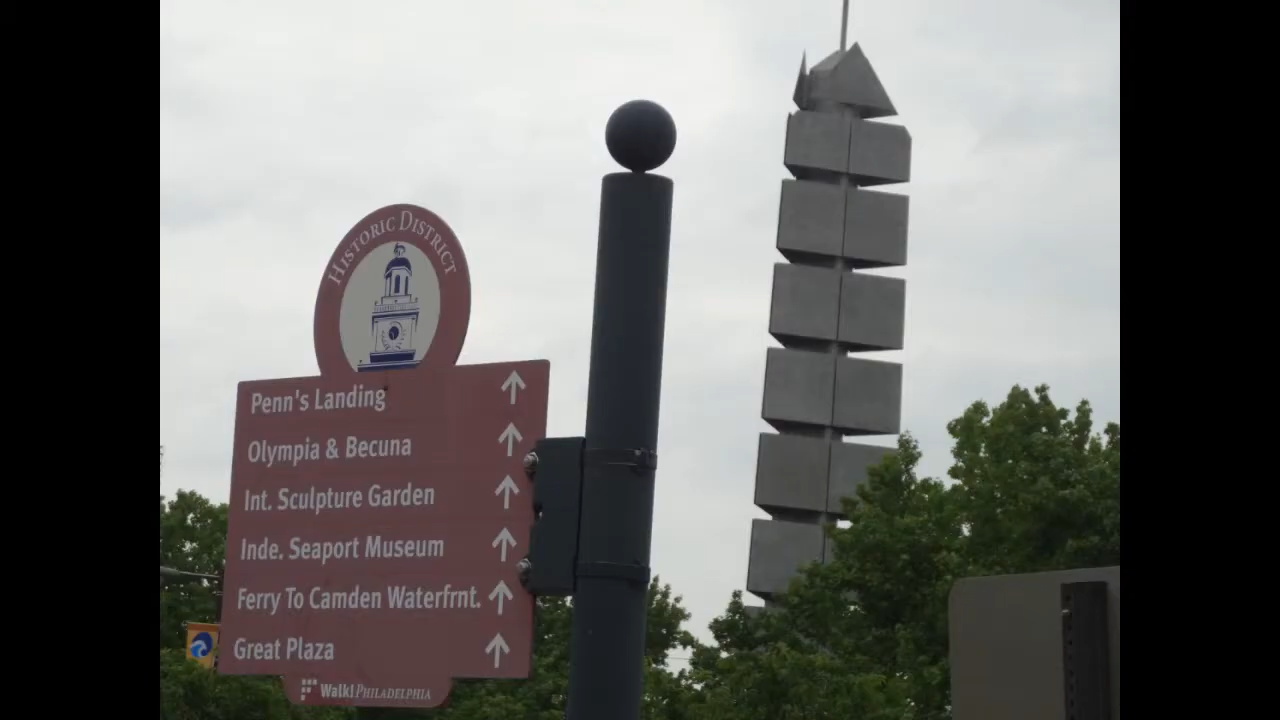 HISTORIC DISTRICT
Penn's Landing
Olympia & Becuna
Int. Sculpture Garden
Inde. Seaport Museum
Ferry To Camden Waterfrnt.
Great Plaza
Walk!PHILADELPHIA